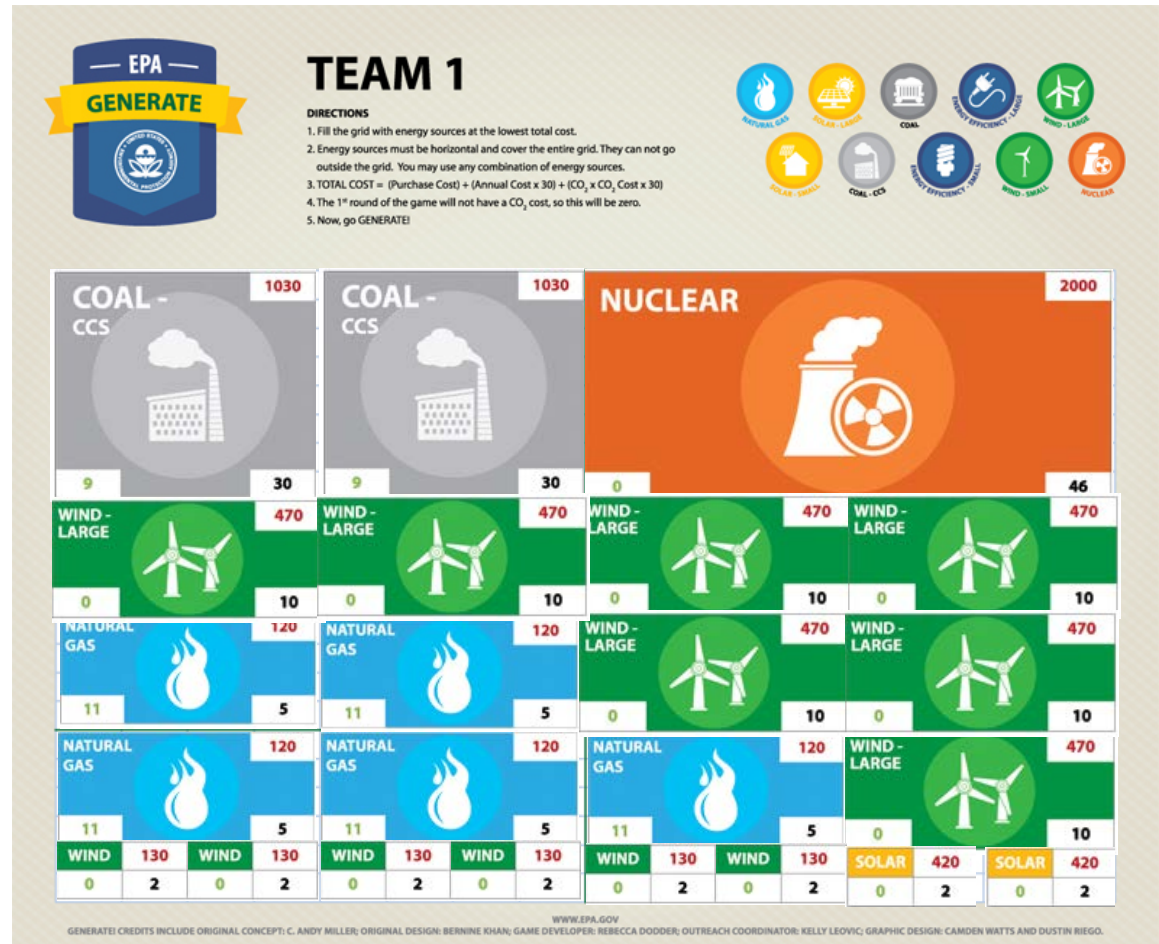 EPA
GENERATE
UNITED STATES
ENVIRONMENTAL PROTECTION AGENCY
TEAM 1
DIRECTIONS
1. Fill the grid with energy sources at the lowest total cost.
2. Energy sources must be horizontal and cover the entire grid. They can not go
outside the grid. You may use any combination of energy sources.
3. TOTAL COST = (Purchase Cost) + (Annual Cost x 30) + (CO₂ x CO₂ Cost x 30)
4. The 1st round of the game will not have a CO₂ cost, so this will be zero.
5. Now, go GENERATE!
NATURAL GAS
SOLAR - LARGE
COAL
ENERGY EFFICIENCY - LARGE
WIND - LARGE
SOLAR - SMALL
COAL - CCS
ENERGY EFFICIENCY - SMALL
WIND - SMALL
NUCLEAR
COAL - 1030
CCS
9 30
COAL - 1030
CCS
9 30
NUCLEAR 2000
0 46
WIND - 470
LARGE
0 10
WIND - 470
LARGE
0 10
WIND - 470
LARGE
0 10
WIND - 470
LARGE
0 10
NATURAL 120
GAS
11 5
NATURAL 120
GAS
11 5
WIND - 470
LARGE
0 10
WIND - 470
LARGE
0 10
NATURAL 120
GAS
11 5
NATURAL 120
GAS
11 5
NATURAL 120
GAS
11 5
WIND - 470
LARGE
0 10
WIND 130 WIND 130 WIND 130 WIND 130 WIND 130 WIND 130 SOLAR 420 SOLAR 420
0 2 0 2 0 2 0 2 0 2 0 2 0 2 0 2
WWW.EPA.GOV
GENERATE! CREDITS INCLUDE ORIGINAL CONCEPT: C. ANDY MILLER; ORIGINAL DESIGN: BERNINE KHAN; GAME DEVELOPER: REBECCA DODDER; OUTREACH COORDINATOR: KELLY LEOVIC; GRAPHIC DESIGN: CAMDEN WATTS AND DUSTIN RIEGO.